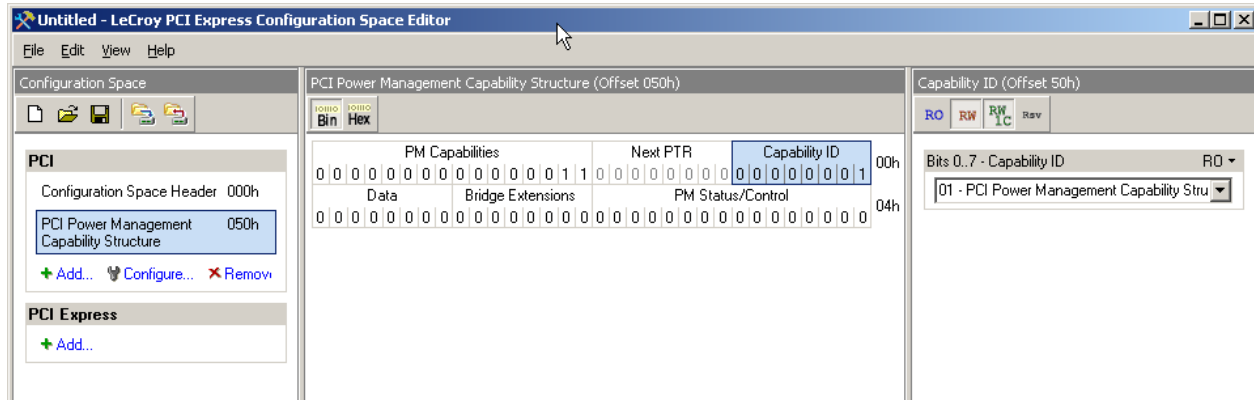 Untitled - LeCroy PCI Express Configuration Space Editor
File Edit View Help
Configuration Space
PCI Power Management Capability Structure (Offset 050h)
Capability ID (Offset 50h)
Bin Hex
RO RW RW1C Rsv
PCI
Configuration Space Header 000h
PCI Power Management 050h
Capability Structure
Add... Configure... Remov
PCI Express
Add...
PM Capabilities Next PTR Capability ID
0 0 0 0 0 0 0 0 0 0 0 0 0 0 1 1 0 0 0 0 0 0 0 0 0 0 0 0 0 0 0 1 00h
Data Bridge Extensions PM Status/Control
0 0 0 0 0 0 0 0 0 0 0 0 0 0 0 0 0 0 0 0 0 0 0 0 0 0 0 0 0 0 0 0 04h
Bits 0..7 - Capability ID RO
01 - PCI Power Management Capability Stru